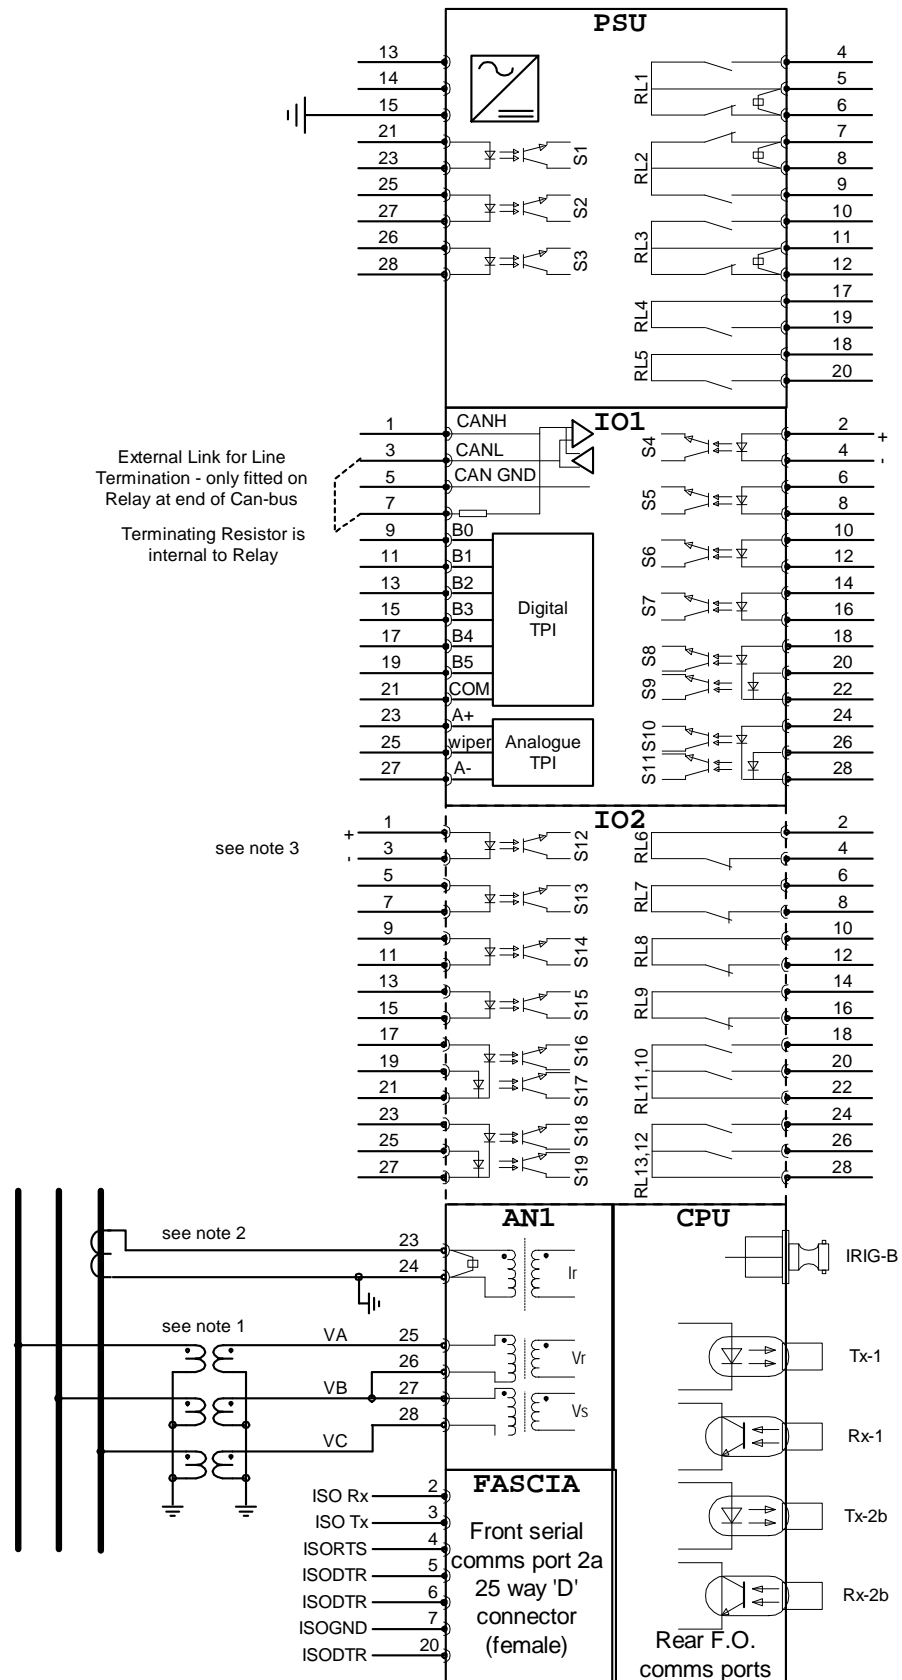 PSU
13
14
15
21
23
25
27
26
28
S1
S2
S3
RL1
RL2
RL3
RL4
RL5
4
5
6
7
8
9
10
11
12
17
19
18
20
IO1
External Link for Line
Termination - only fitted on
Relay at end of Can-bus
Terminating Resistor is
internal to Relay
1 CANH
3 CANL
5 CAN GND
7
9 B0
11 B1
13 B2
15 B3
17 B4
19 B5
21 COM
23 A+
25 wiper
27 A-
Digital
TPI
Analogue
TPI
S4
S5
S6
S7
S8
S9
S10
S11
2 +
4 -
6
8
10
12
14
16
18
20
22
24
26
28
IO2
see note 3
+ 1
- 3
5
7
9
11
13
15
17
19
21
23
25
27
S12
S13
S14
S15
S16
S17
S18
S19
RL6
RL7
RL8
RL9
RL11,10
RL13,12
2
4
6
8
10
12
14
16
18
20
22
24
26
28
AN1
see note 2
23
24
Ir
see note 1
VA 25
26
VB 27
28
VC
Vr
Vs
CPU
IRIG-B
Tx-1
Rx-1
Tx-2b
Rx-2b
Rear F.O.
comms ports
FASCIA
Front serial
comms port 2a
25 way 'D'
connector
(female)
ISO Rx 2
ISO Tx 3
ISORTS 4
ISODTR 5
ISODTR 6
ISOGND 7
ISODTR 20